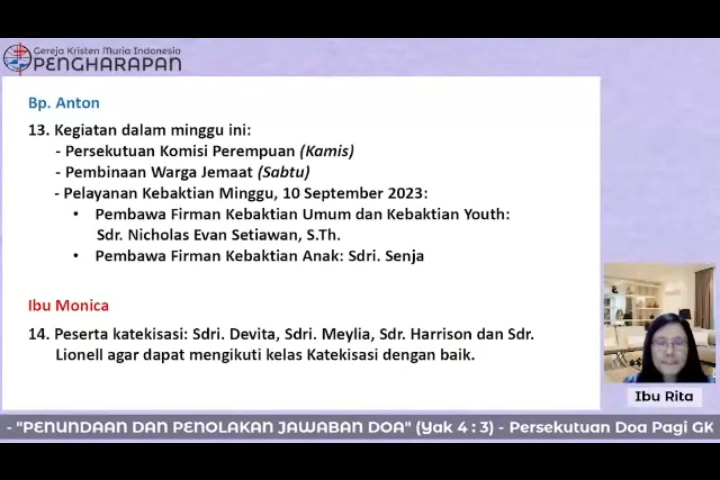 Gereja Kristen Muria Indonesia
PENGHARAPAN
Bp. Anton
13. Kegiatan dalam minggu ini:
- Persekutuan Komisi Perempuan (Kamis)
- Pembinaan Warga Jemaat (Sabtu)
- Pelayanan Kebaktian Minggu, 10 September 2023:
• Pembawa Firman Kebaktian Umum dan Kebaktian Youth:
Sdr. Nicholas Evan Setiawan, S.Th.
• Pembawa Firman Kebaktian Anak: Sdri. Senja
Ibu Monica
14. Peserta katekisasi: Sdri. Devita, Sdri. Meylia, Sdr. Harrison dan Sdr.
Lionell agar dapat mengikuti kelas Katekisasi dengan baik.
Ibu Rita
- "PENUNDAAN DAN PENOLAKAN JAWABAN DOA" (Yak 4 : 3) - Persekutuan Doa Pagi GK